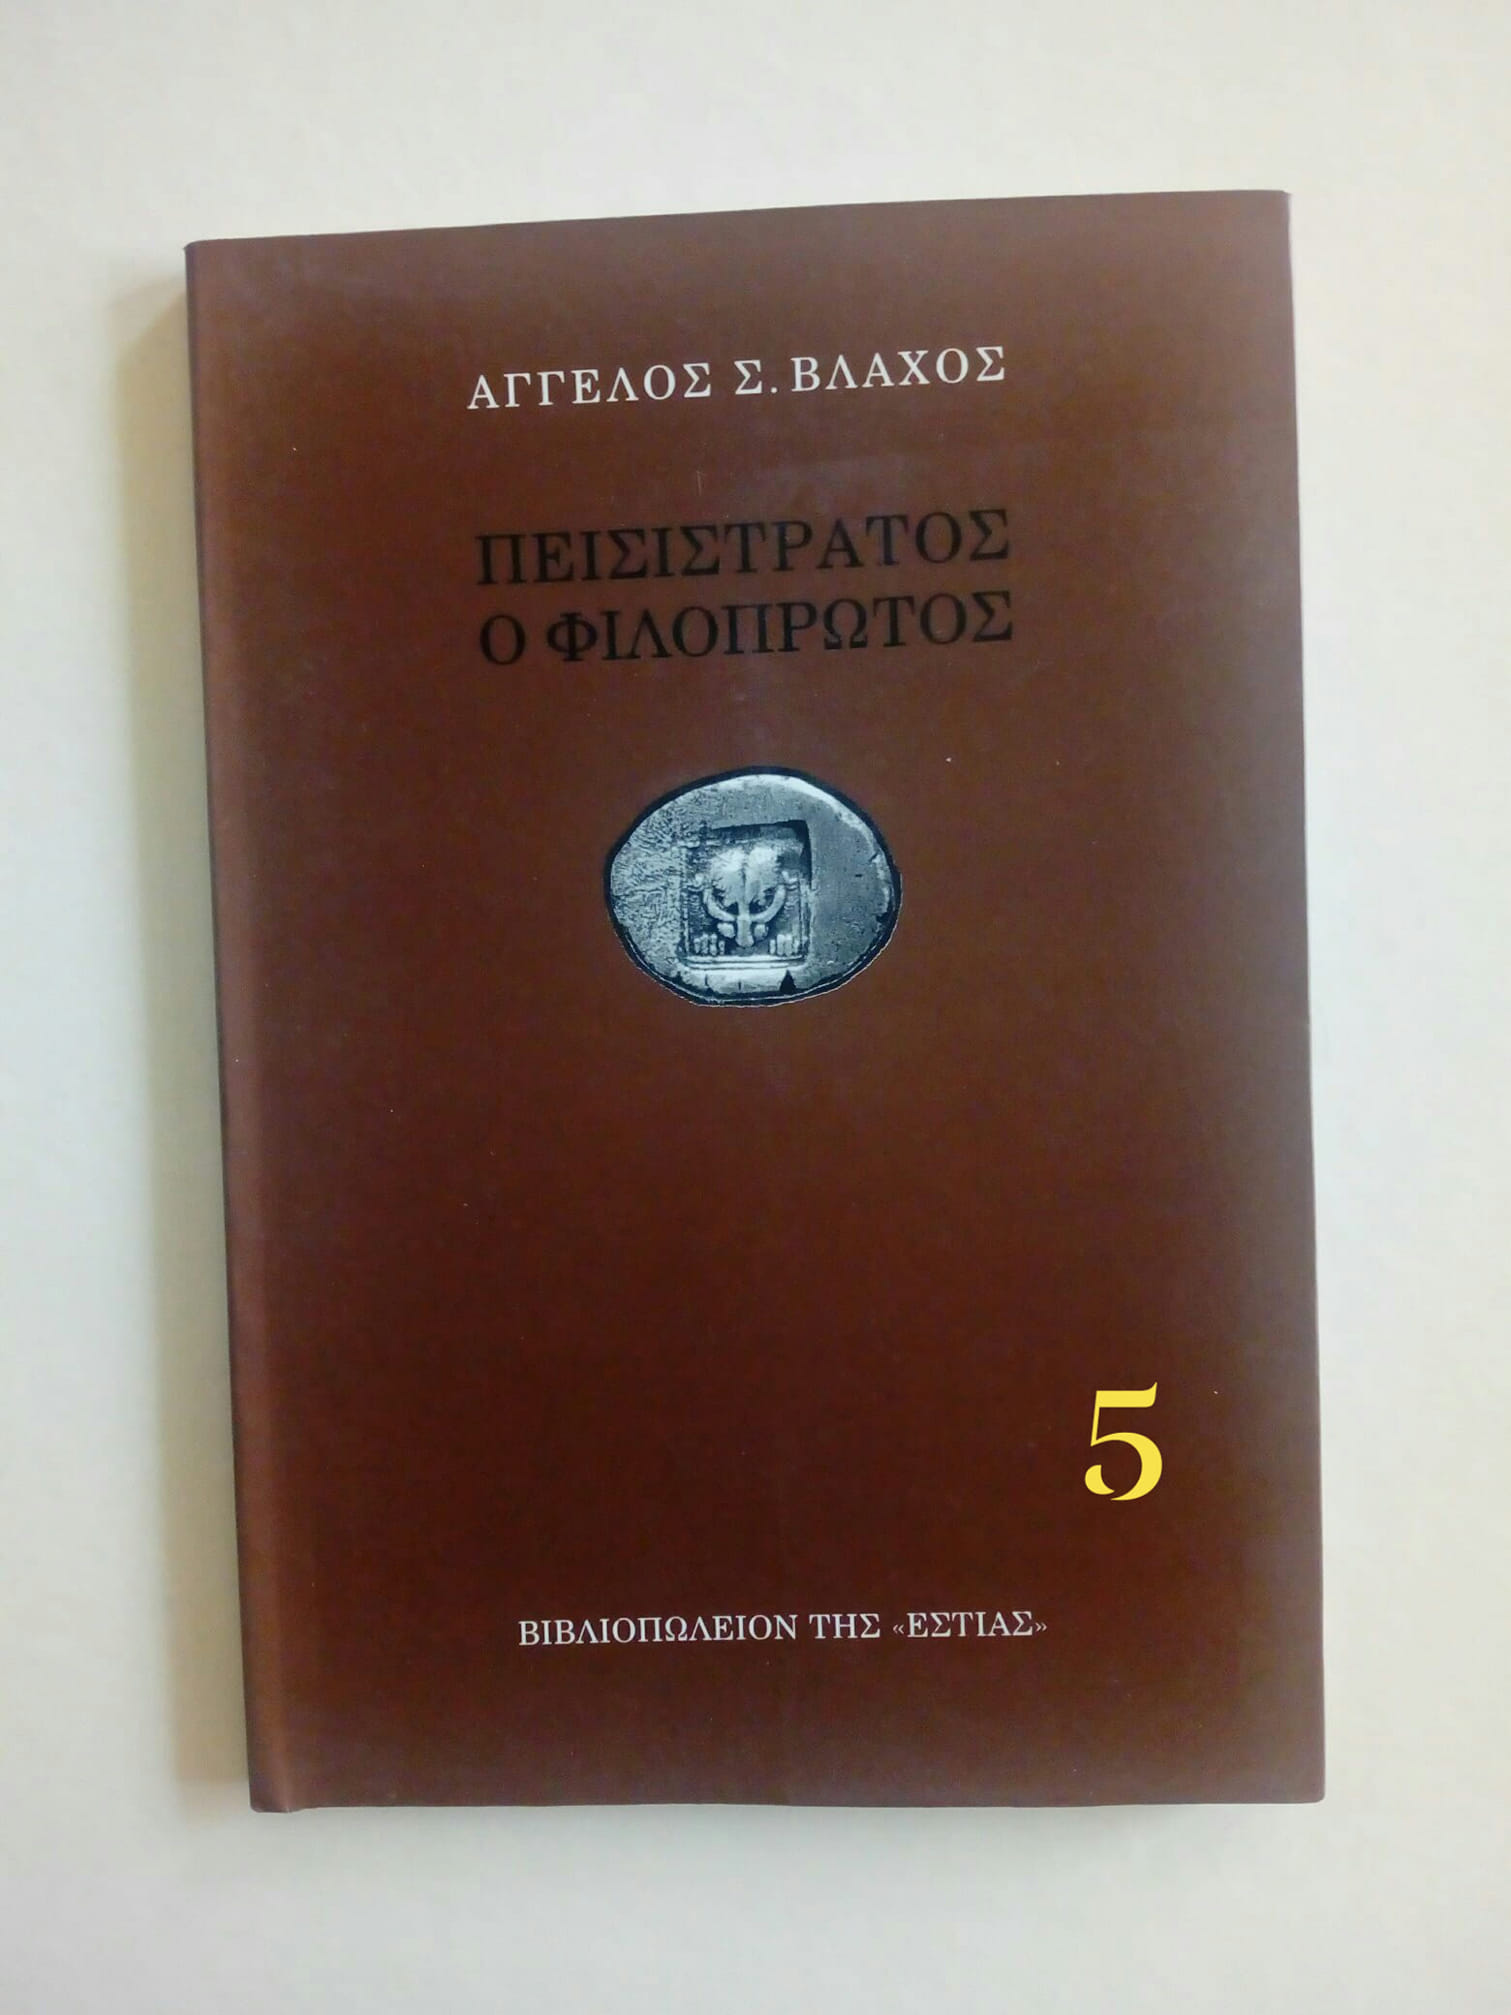 ΑΓΓΕΛΟΣ Σ. ΒΛΑΧΟΣ
ΠΕΙΣΙΣΤΡΑΤΟΣ
Ο ΦΙΛΟΠΡΩΤΟΣ
5
ΒΙΒΛΙΟΠΩΛΕΙΟΝ ΤΗΣ «ΕΣΤΙΑΣ»